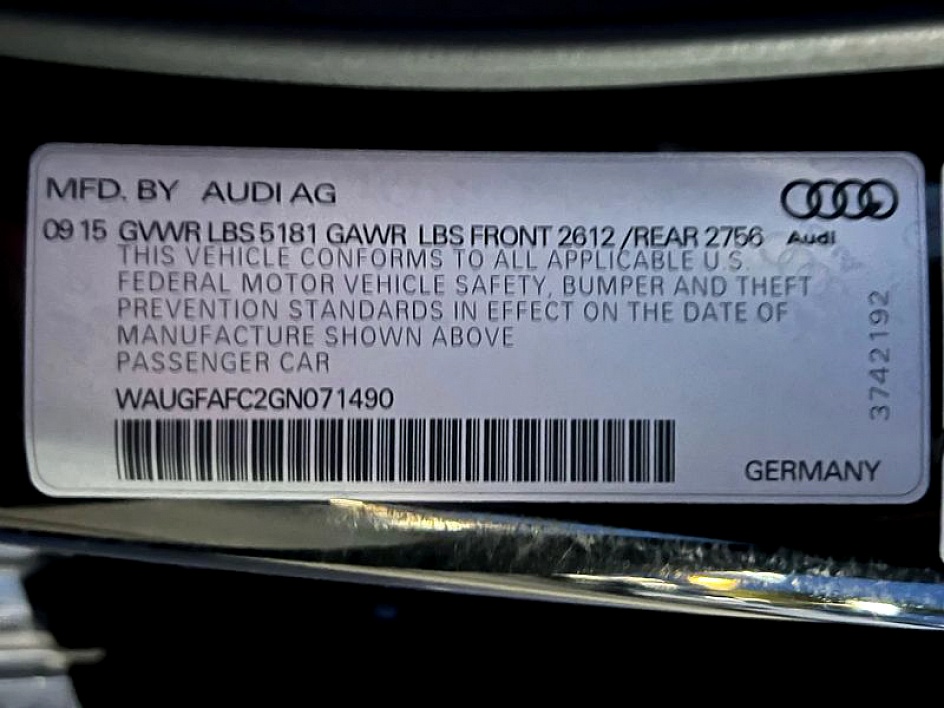 MFD. BY AUDI AG
09 15 GVWR LBS 5181 GAWR LBS FRONT 2612 /REAR 2756
Audi
THIS VEHICLE CONFORMS TO ALL APPLICABLE U.S.
FEDERAL MOTOR VEHICLE SAFETY, BUMPER AND THEFT
PREVENTION STANDARDS IN EFFECT ON THE DATE OF
MANUFACTURE SHOWN ABOVE
PASSENGER CAR
WAUGFAFC2GN071490
3742192
GERMANY